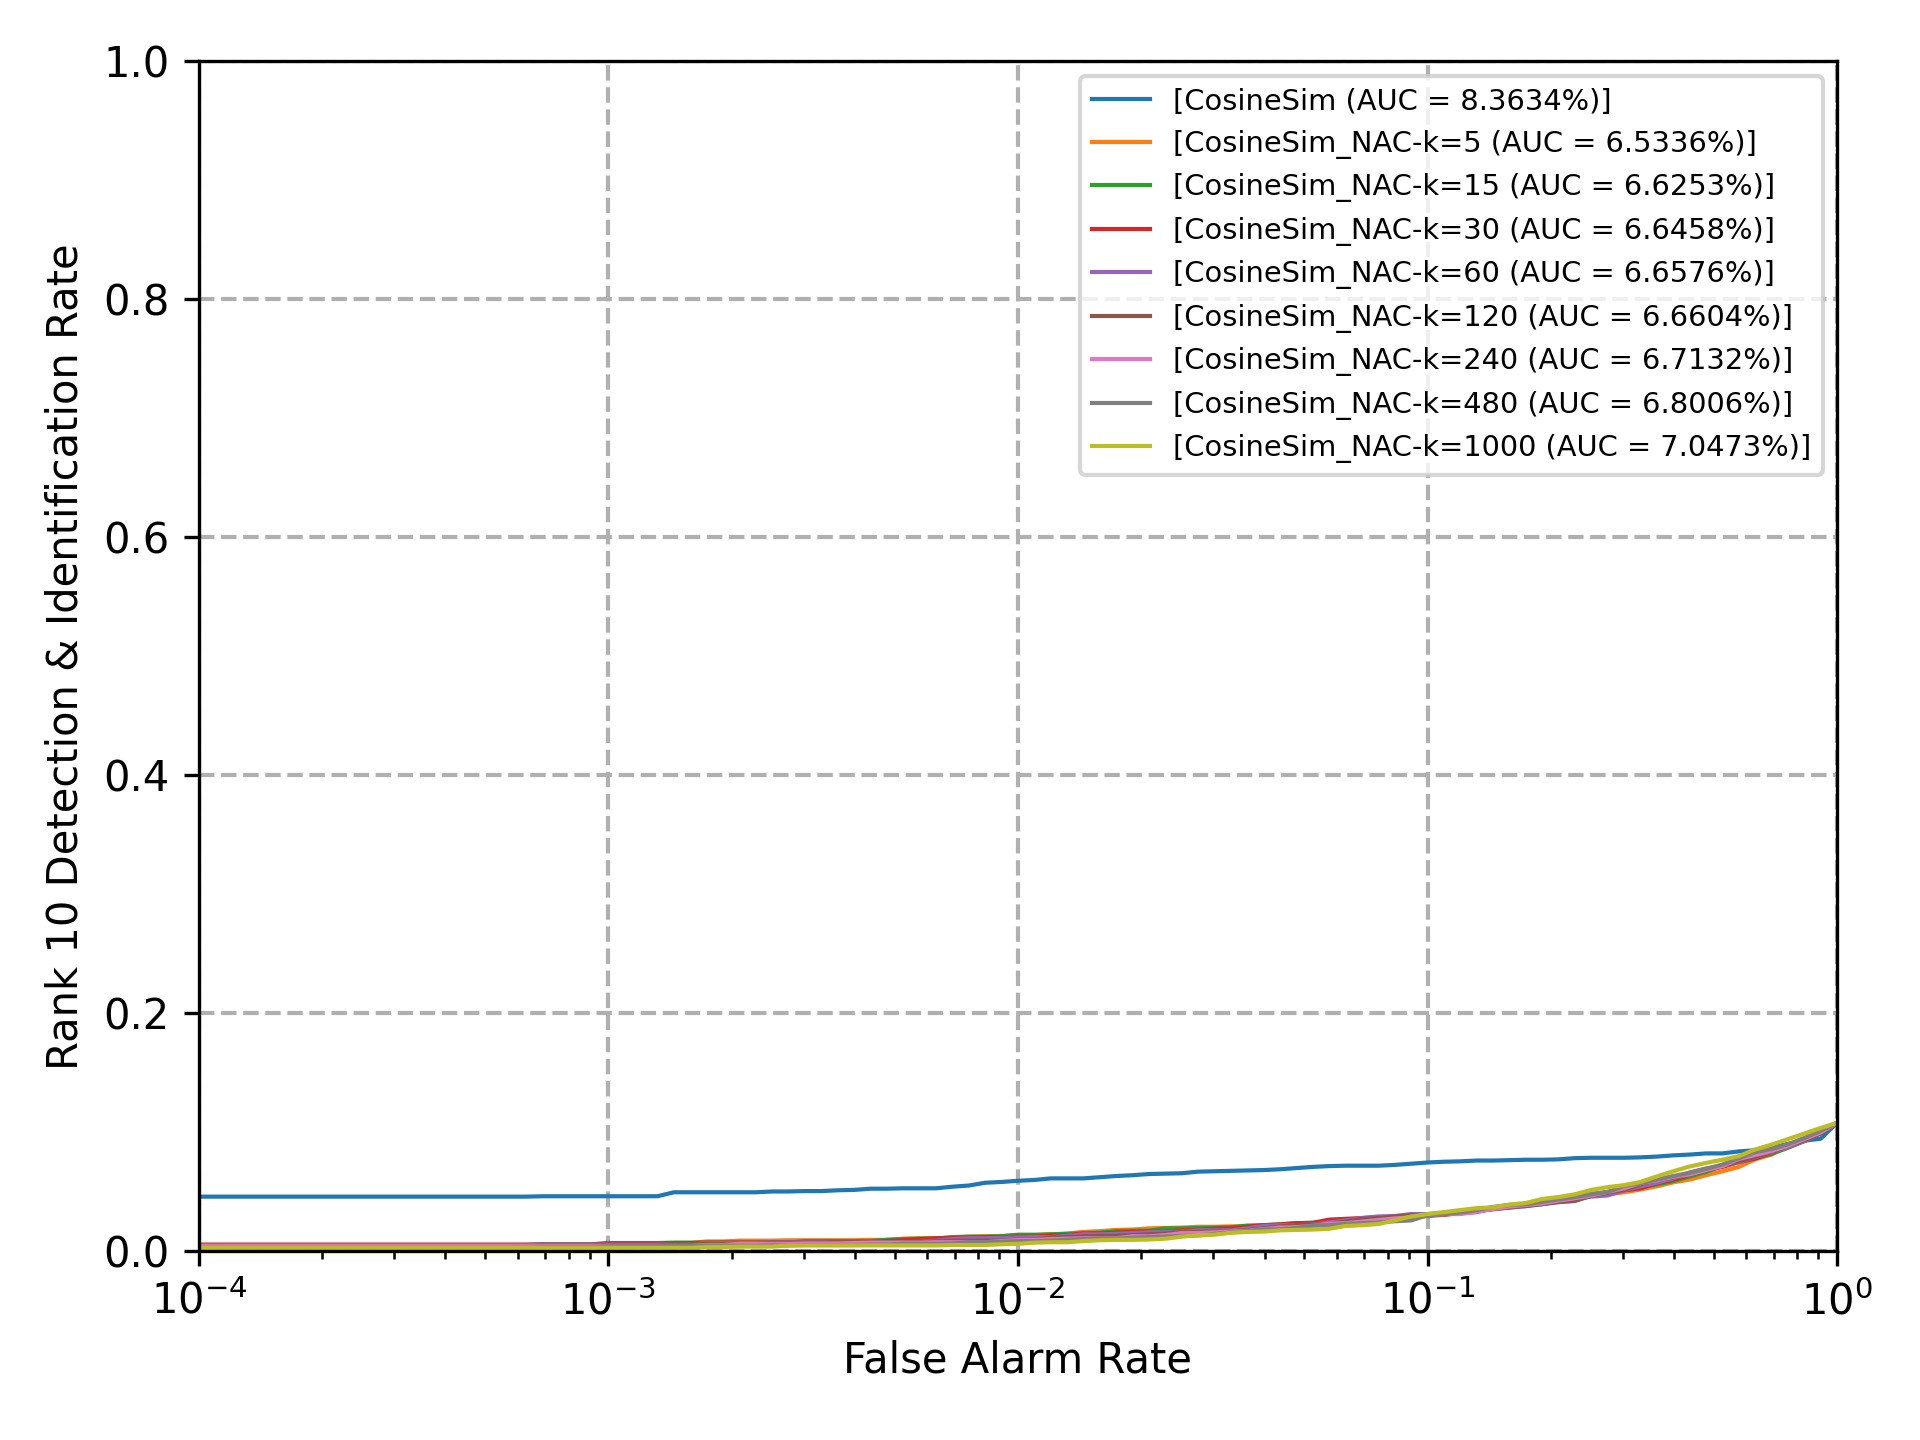 1.0
0.8
0.6
0.4
0.2
0.0
Rank 10 Detection & Identification Rate
[CosineSim (AUC = 8.3634%)]
[CosineSim_NAC-k=5 (AUC = 6.5336%)]
[CosineSim_NAC-k=15 (AUC = 6.6253%)]
[CosineSim_NAC-k=30 (AUC = 6.6458%)]
[CosineSim_NAC-k=60 (AUC = 6.6576%)]
[CosineSim_NAC-k=120 (AUC = 6.6604%)]
[CosineSim_NAC-k=240 (AUC = 6.7132%)]
[CosineSim_NAC-k=480 (AUC = 6.8006%)]
[CosineSim_NAC-k=1000 (AUC = 7.0473%)]
10⁻⁴ 10⁻³ 10⁻² 10⁻¹ 10⁰
False Alarm Rate